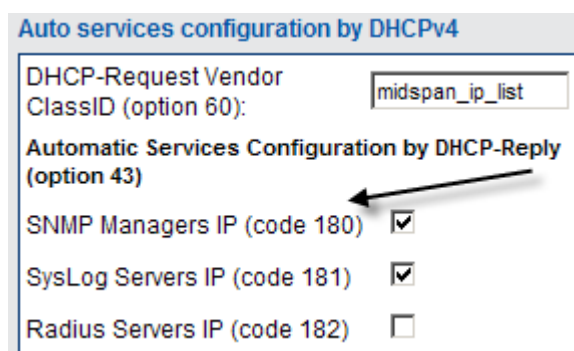 Auto services configuration by DHCPv4
DHCP-Request Vendor
ClassID (option 60):
midspan_ip_list
Automatic Services Configuration by DHCP-Reply
(option 43)
SNMP Managers IP (code 180)
SysLog Servers IP (code 181)
Radius Servers IP (code 182)